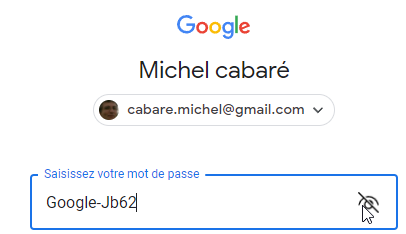 Google
Michel cabaré
cabare.michel@gmail.com
Saisissez votre mot de passe
Google-Jb62